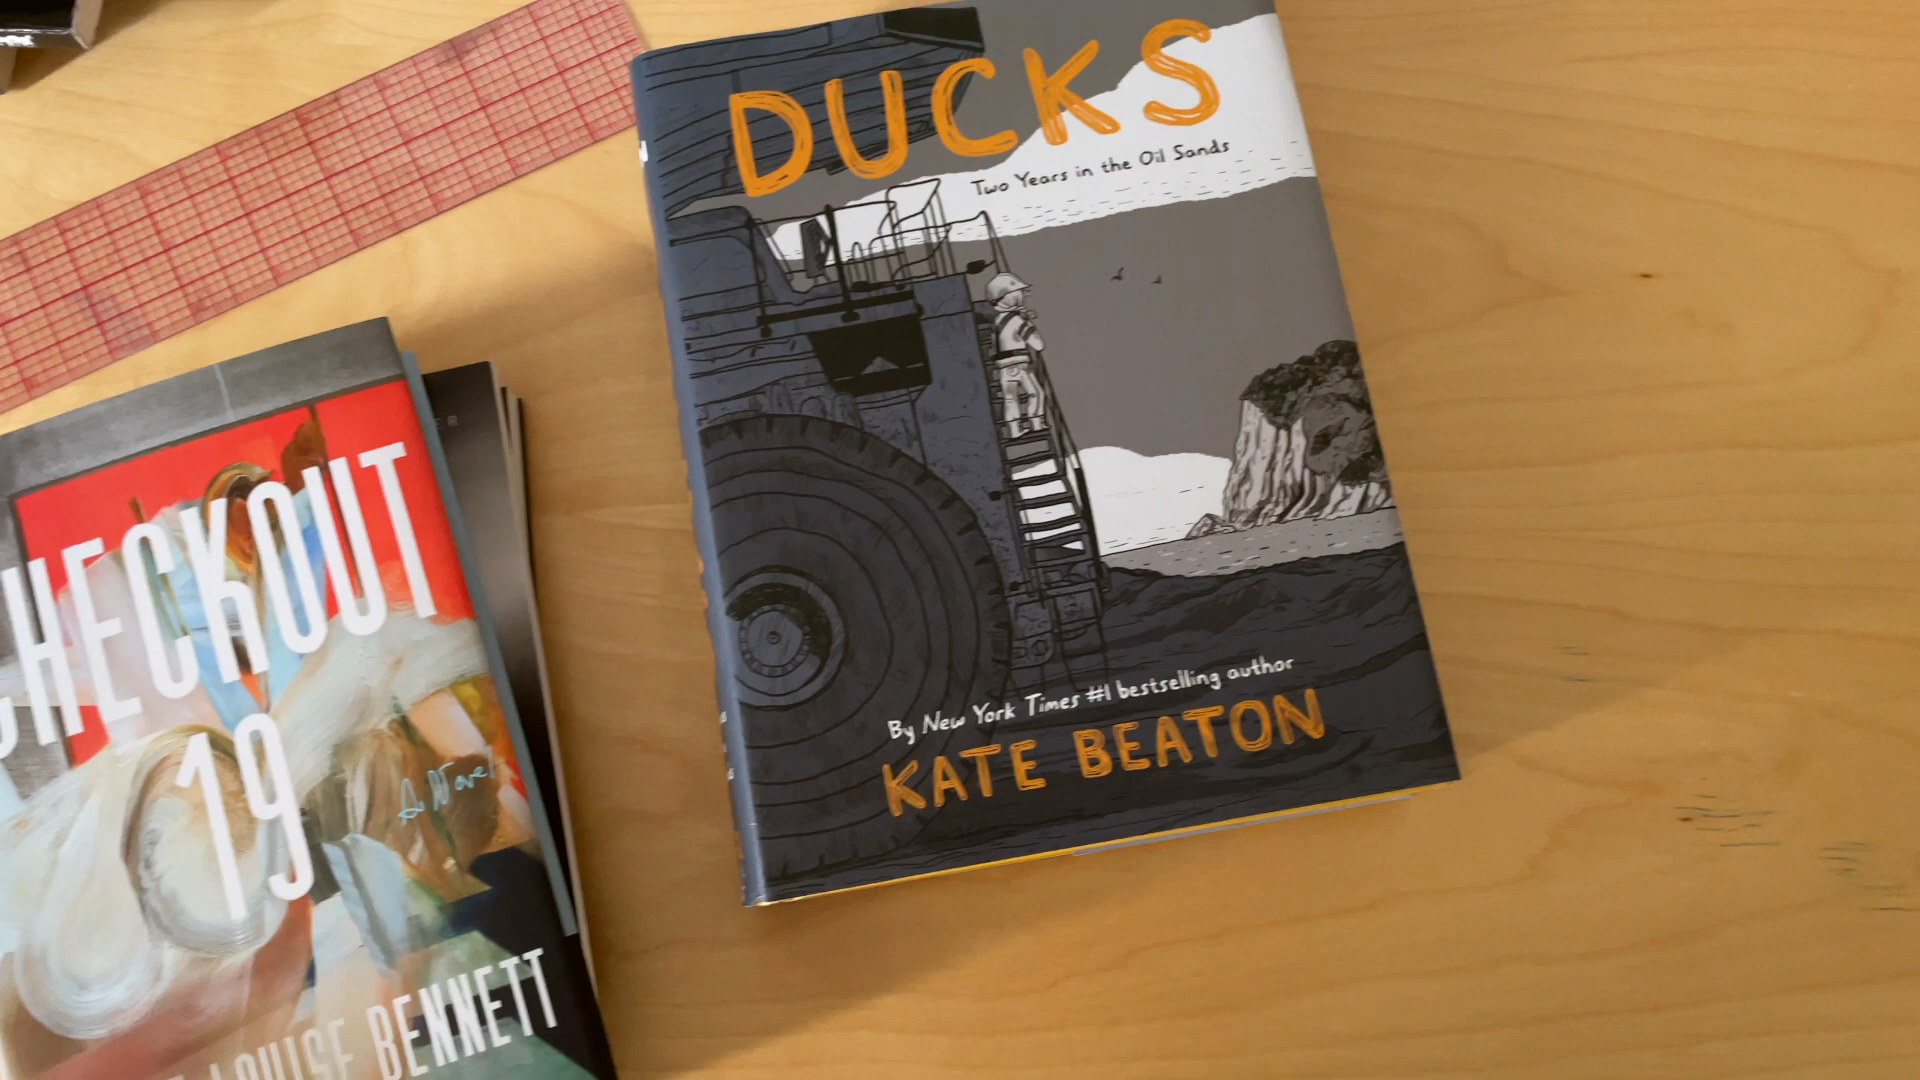 DUCKS
Two Years in the Oil Sands
By New York Times #1 bestselling author
KATE BEATON
CHECKOUT
19
A Novel
LOUISE BENNETT